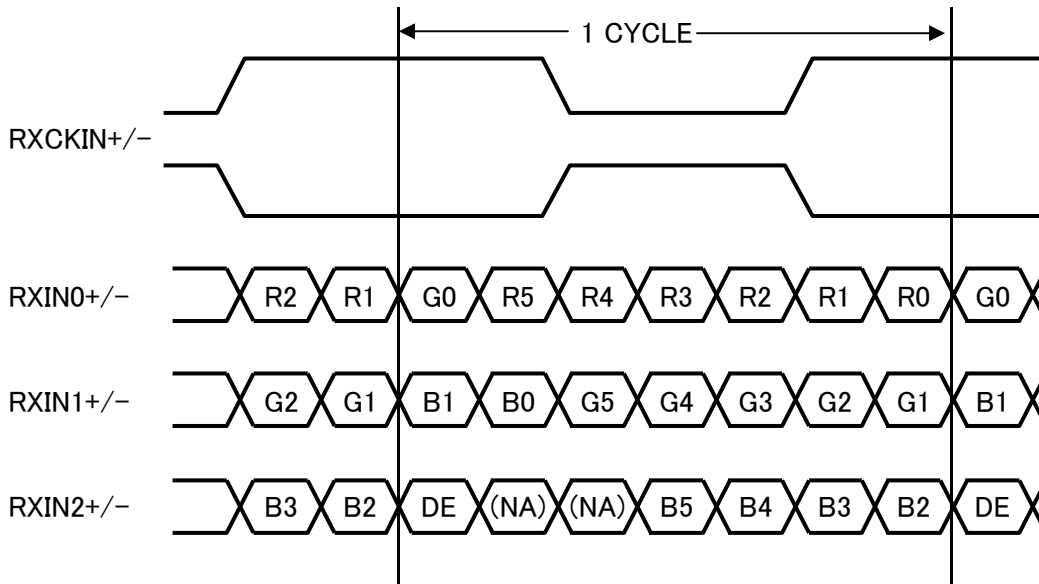 1 CYCLE
RXCKIN+/-
RXIN0+/- R2 R1 G0 R5 R4 R3 R2 R1 R0 G0
RXIN1+/- G2 G1 B1 B0 G5 G4 G3 G2 G1 B1
RXIN2+/- B3 B2 DE (NA) (NA) B5 B4 B3 B2 DE